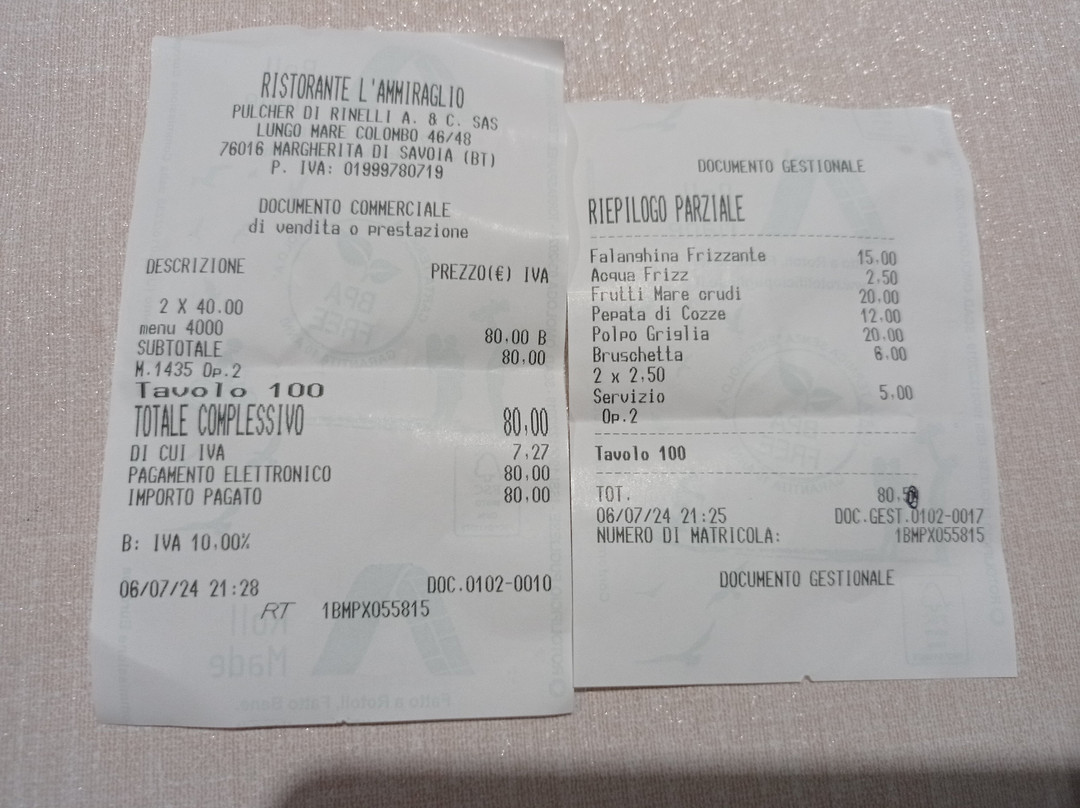 RISTORANTE L'AMMIRAGLIO
PULCHER DI RINELLI A. & C. SAS
LUNGO MARE COLOMBO 46/48
76016 MARGHERITA DI SAVOIA (BT)
P. IVA: 01999780719
DOCUMENTO COMMERCIALE
di vendita o prestazione
DESCRIZIONE PREZZO(€) IVA
2 X 40.00
menu 4000 80,00 B
SUBTOTALE 80,00
M.1435 Op.2
Tavolo 100
TOTALE COMPLESSIVO 80,00
DI CUI IVA 7,27
PAGAMENTO ELETTRONICO 80,00
IMPORTO PAGATO 80,00
B: IVA 10,00%
06/07/24 21:28 DOC.0102-0010
RT 1BMPX055815
DOCUMENTO GESTIONALE
RIEPILOGO PARZIALE
Falanghina Frizzante 15,00
Acqua Frizz 2,50
Frutti Mare crudi 20,00
Pepata di Cozze 12,00
Polpo Griglia 20,00
Bruschetta 6,00
2 x 2,50
Servizio 5,00
Op.2
Tavolo 100
TOT.
06/07/24 21:25 DOC.GEST.0102-0017
NUMERO DI MATRICOLA: 1BMPX055815
DOCUMENTO GESTIONALE